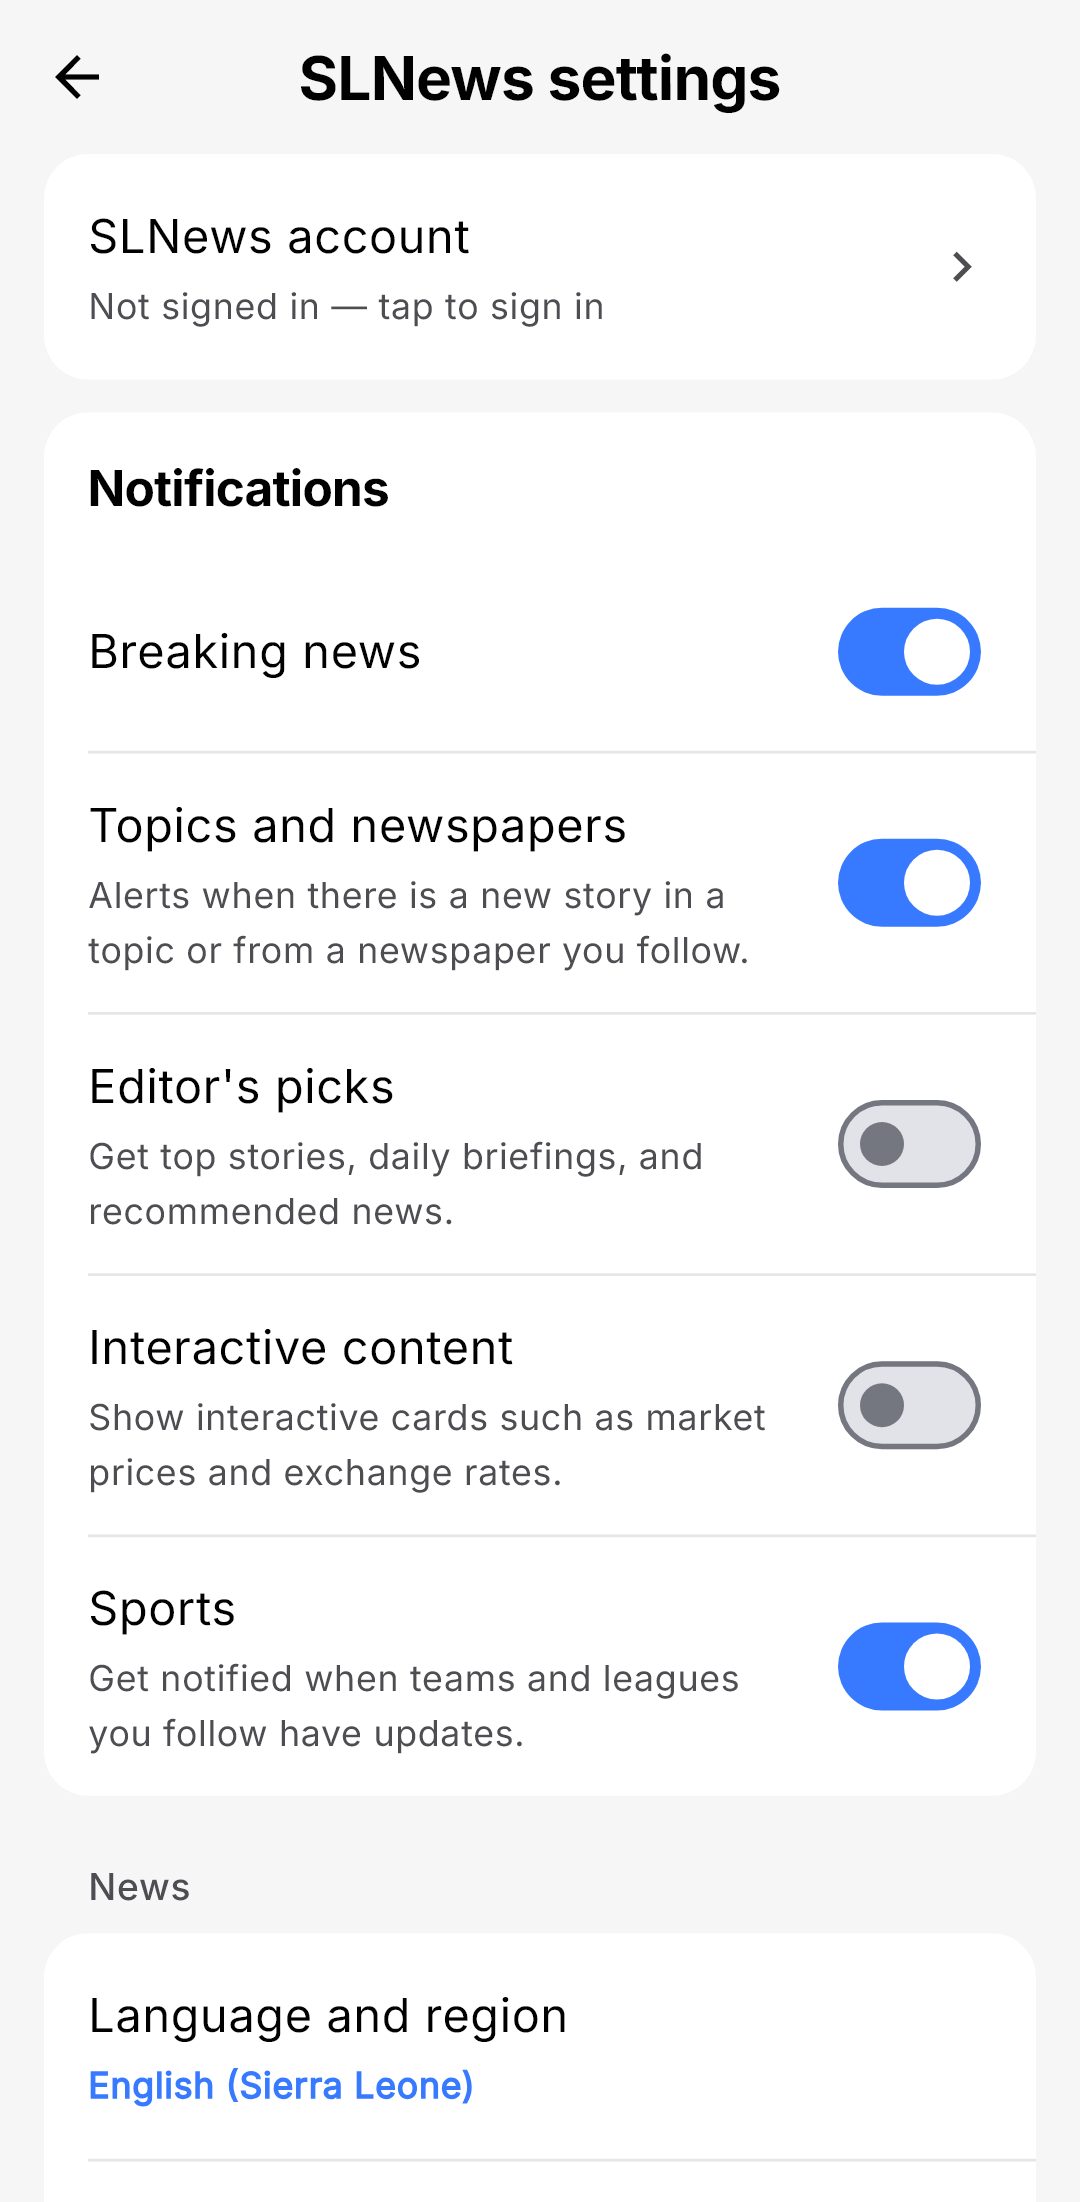 SLNews settings
SLNews account
Not signed in — tap to sign in
Notifications
Breaking news
Topics and newspapers
Alerts when there is a new story in a
topic or from a newspaper you follow.
Editor's picks
Get top stories, daily briefings, and
recommended news.
Interactive content
Show interactive cards such as market
prices and exchange rates.
Sports
Get notified when teams and leagues
you follow have updates.
News
Language and region
English (Sierra Leone)